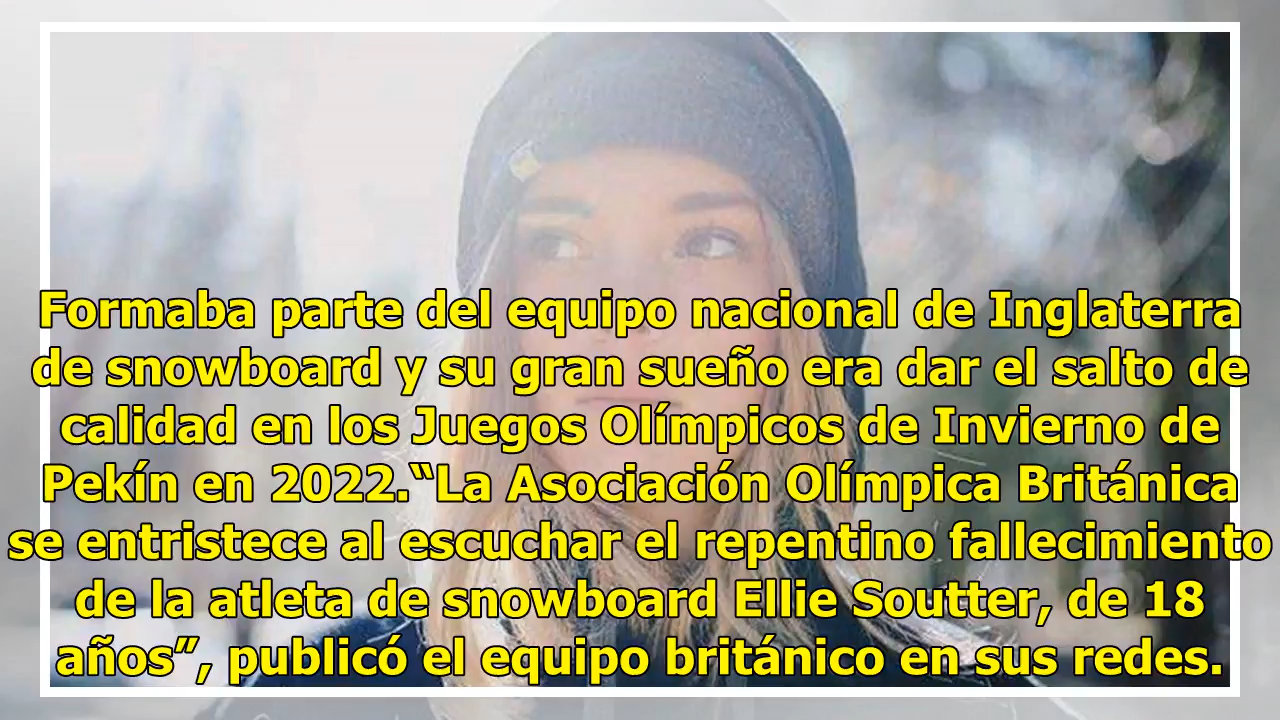 Formaba parte del equipo nacional de Inglaterra
de snowboard y su gran sueño era dar el salto de
calidad en los Juegos Olímpicos de Invierno de
Pekín en 2022.“La Asociación Olímpica Británica
se entristece al escuchar el repentino fallecimiento
de la atleta de snowboard Ellie Soutter, de 18
años”, publicó el equipo británico en sus redes.